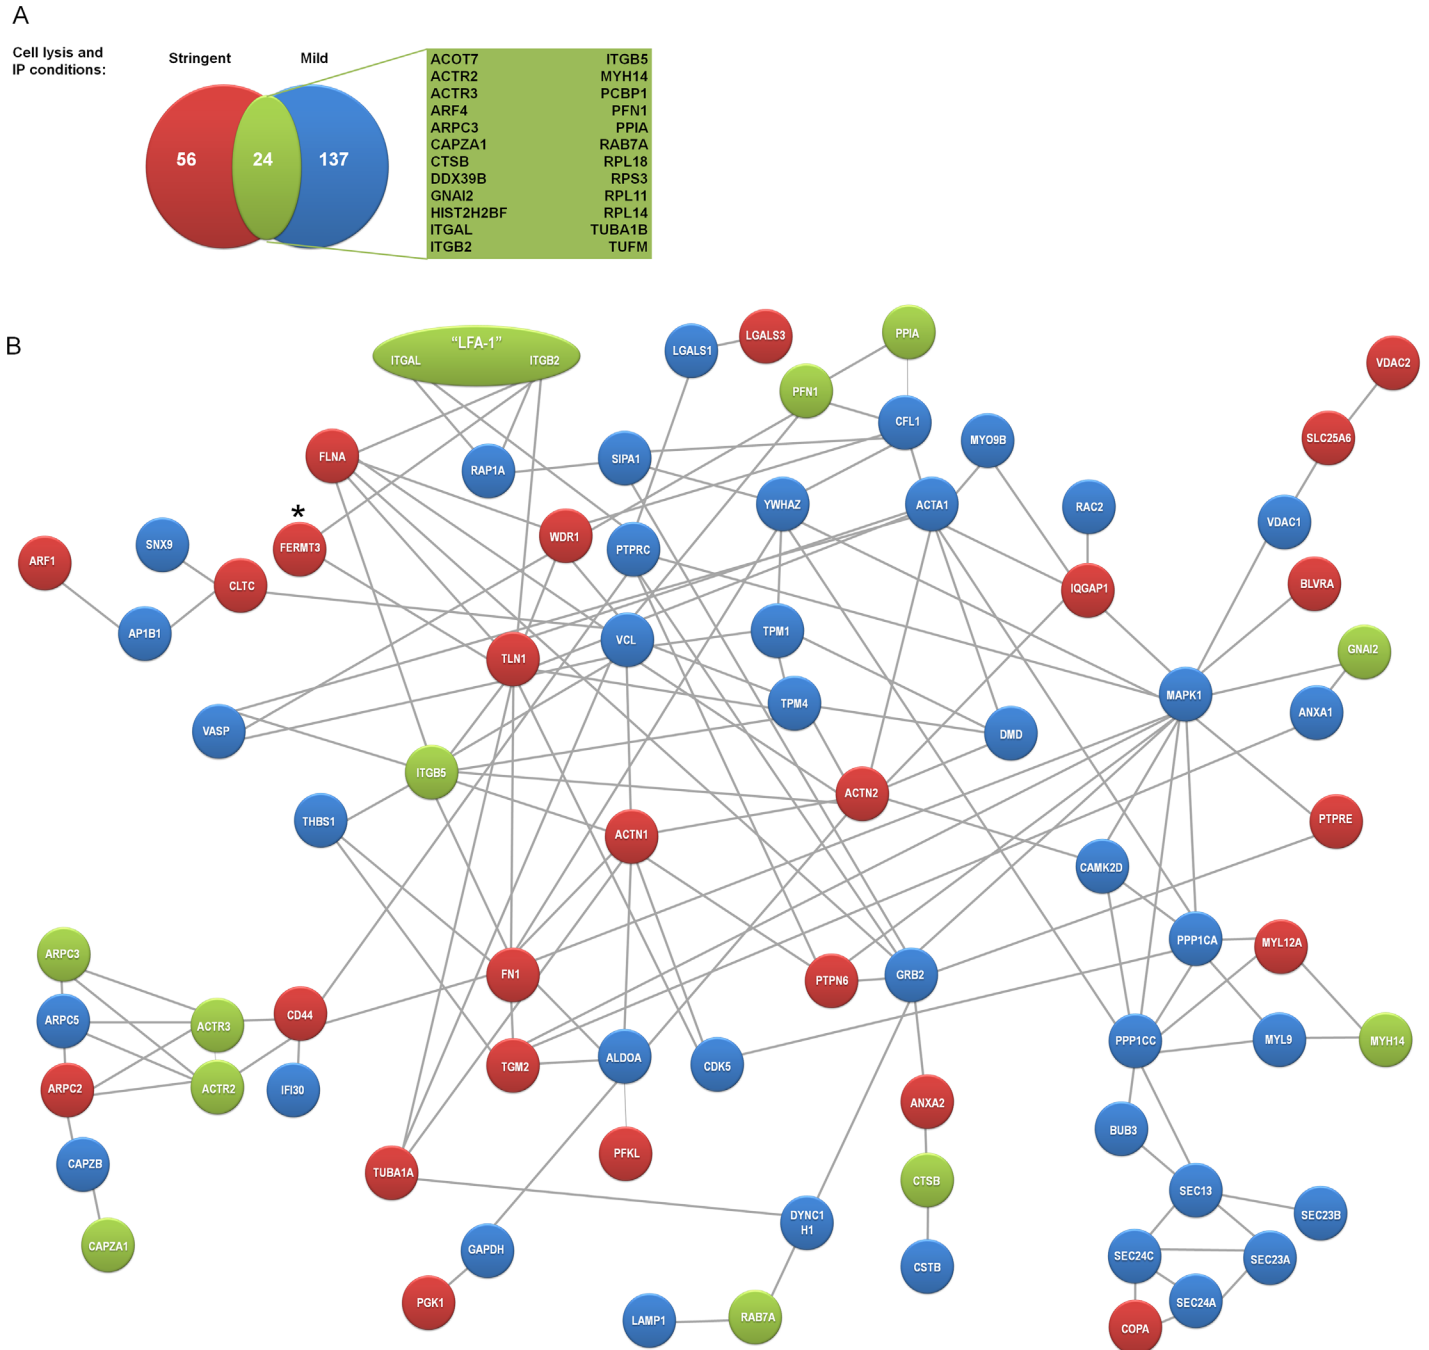 A
Cell lysis and
IP conditions:
Stringent
Mild
56
24
137
ACOT7 ITGB5
ACTR2 MYH14
ACTR3 PCBP1
ARF4 PFN1
ARPC3 PPIA
CAPZA1 RAB7A
CTSB RPL18
DDX39B RPS3
GNAI2 RPL11
HIST2H2BF RPL14
ITGAL TUBA1B
ITGB2 TUFM
B
"LFA-1"
ITGAL ITGB2
LGALS1
LGALS3
PPIA
PFN1
CFL1
VDAC2
SLC25A6
FLNA
RAP1A
SIPA1
MYO9B
YWHAZ
ACTA1
RAC2
VDAC1
*
FERMT3
WDR1
PTPRC
SNX9
ARF1
CLTC
AP1B1
IQGAP1
BLVRA
TLN1
VCL
TPM1
GNAI2
MAPK1
ANXA1
VASP
TPM4
DMD
ITGB5
ACTN2
THBS1
ACTN1
PTPRE
CAMK2D
ARPC3
PPP1CA
MYL12A
FN1
PTPN6
GRB2
ARPC5
ACTR3
CD44
PPP1CC
MYL9
MYH14
ARPC2
ACTR2
IFI30
TGM2
ALDOA
CDK5
ANXA2
BUB3
CAPZB
TUBA1A
PFKL
CTSB
SEC13
SEC23B
CAPZA1
GAPDH
DYNC1
H1
CSTB
SEC24C
SEC23A
PGK1
LAMP1
RAB7A
SEC24A
COPA